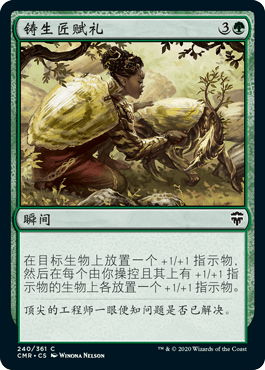 铸生匠赋礼 3
瞬间
在目标生物上放置一个 +1/+1 指示物，
然后在每个由你操控且其上有 +1/+1 指示
物的生物上各放置一个 +1/+1 指示物。
顶尖的工程师一眼便知问题是否已解决。
240/361 C
CMR • CS WINONA NELSON
™ & © 2020 Wizards of the Coast